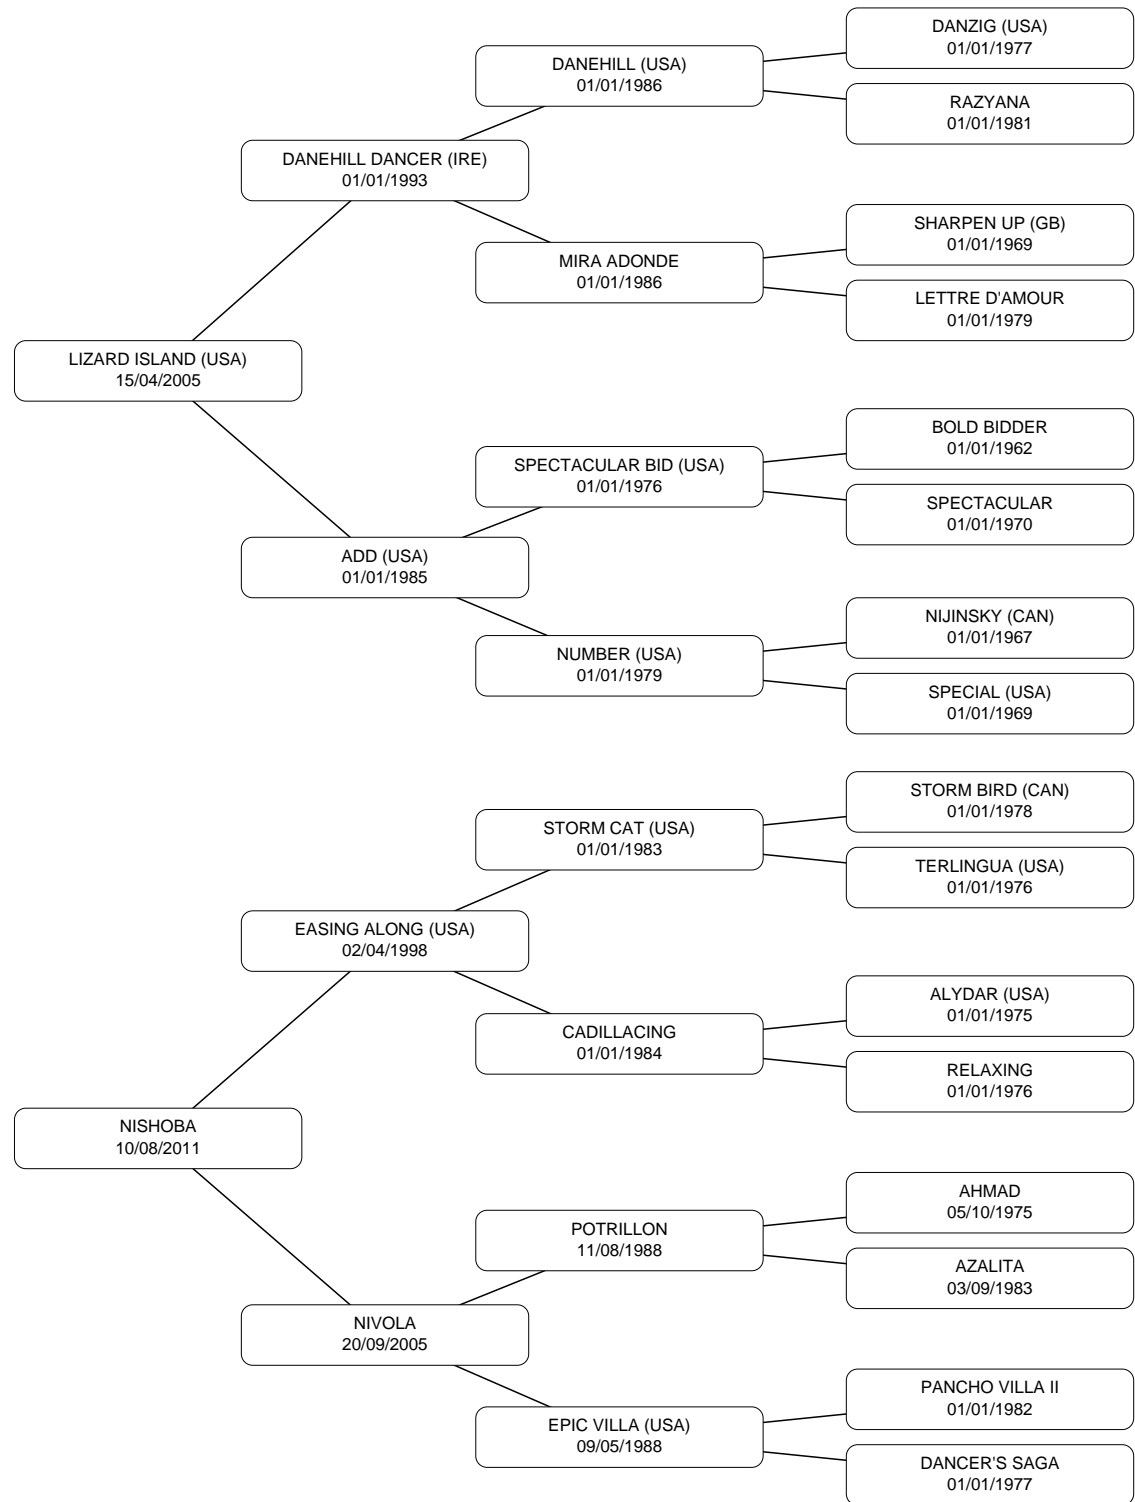 DANZIG (USA)
01/01/1977
DANEHILL (USA)
01/01/1986
RAZYANA
01/01/1981
DANEHILL DANCER (IRE)
01/01/1993
SHARPEN UP (GB)
01/01/1969
MIRA ADONDE
01/01/1986
LETTRE D'AMOUR
01/01/1979
LIZARD ISLAND (USA)
15/04/2005
BOLD BIDDER
01/01/1962
SPECTACULAR BID (USA)
01/01/1976
SPECTACULAR
01/01/1970
ADD (USA)
01/01/1985
NIJINSKY (CAN)
01/01/1967
NUMBER (USA)
01/01/1979
SPECIAL (USA)
01/01/1969
STORM BIRD (CAN)
01/01/1978
STORM CAT (USA)
01/01/1983
TERLINGUA (USA)
01/01/1976
EASING ALONG (USA)
02/04/1998
ALYDAR (USA)
01/01/1975
CADILLACING
01/01/1984
RELAXING
01/01/1976
NISHOBA
10/08/2011
AHMAD
05/10/1975
POTRILLON
11/08/1988
AZALITA
03/09/1983
NIVOLA
20/09/2005
PANCHO VILLA II
01/01/1982
EPIC VILLA (USA)
09/05/1988
DANCER'S SAGA
01/01/1977